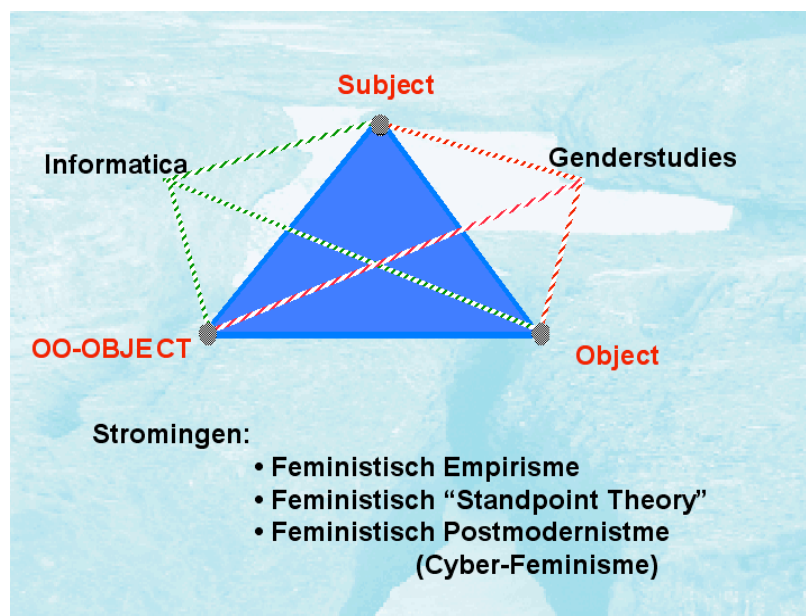 Subject
Informatica
Genderstudies
OO-OBJECT
Object
Stromingen:
• Feministisch Empirisme
• Feministisch “Standpoint Theory”
• Feministisch Postmodernistme
(Cyber-Feminisme)